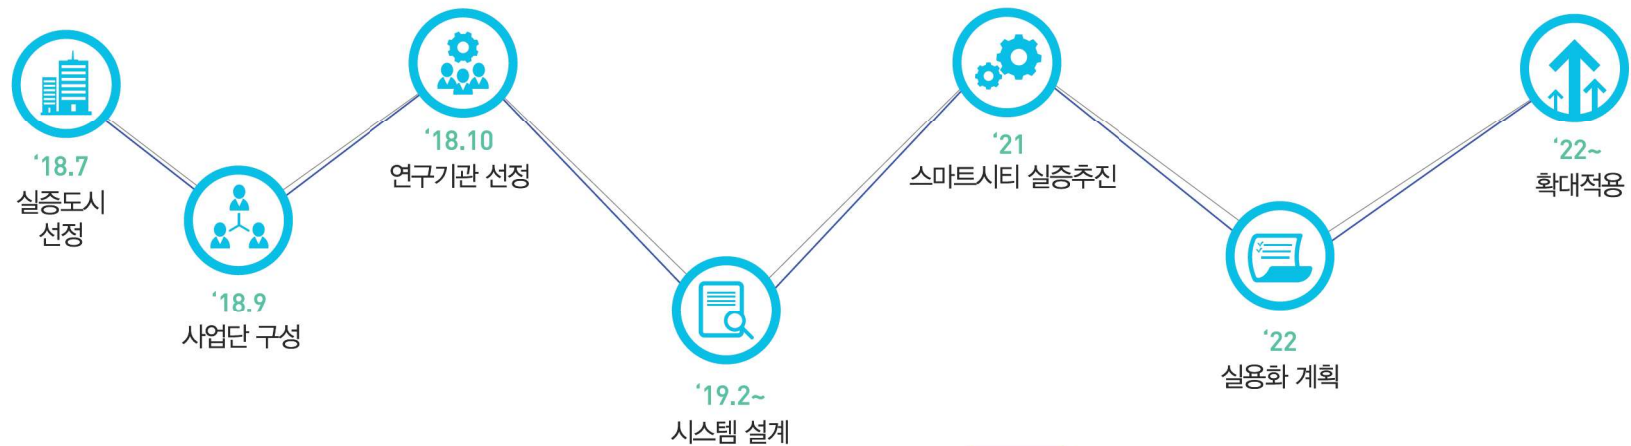 ‘18.7
실증도시
선정
‘18.9
사업단 구성
‘18.10
연구기관 선정
‘19.2~
시스템 설계
‘21
스마트시티 실증추진
‘22
실용화 계획
‘22~
확대적용